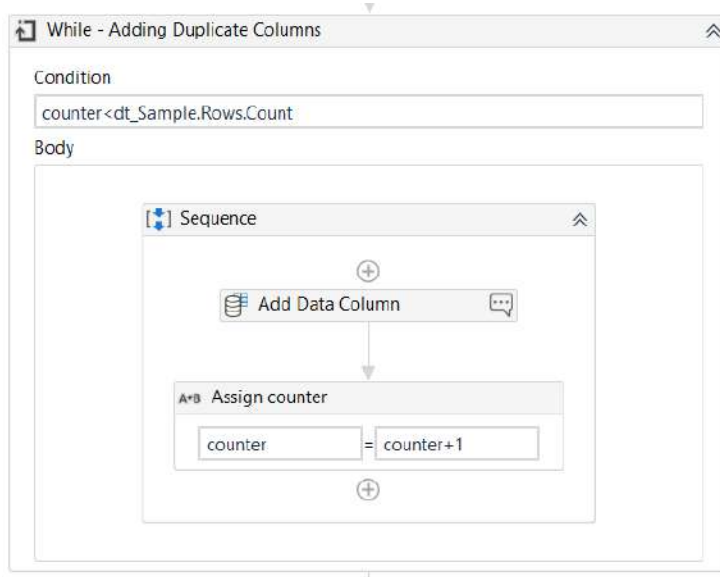 While - Adding Duplicate Columns
Condition
counter<dt_Sample.Rows.Count
Body
Sequence
Add Data Column
A*B Assign counter
counter = counter+1